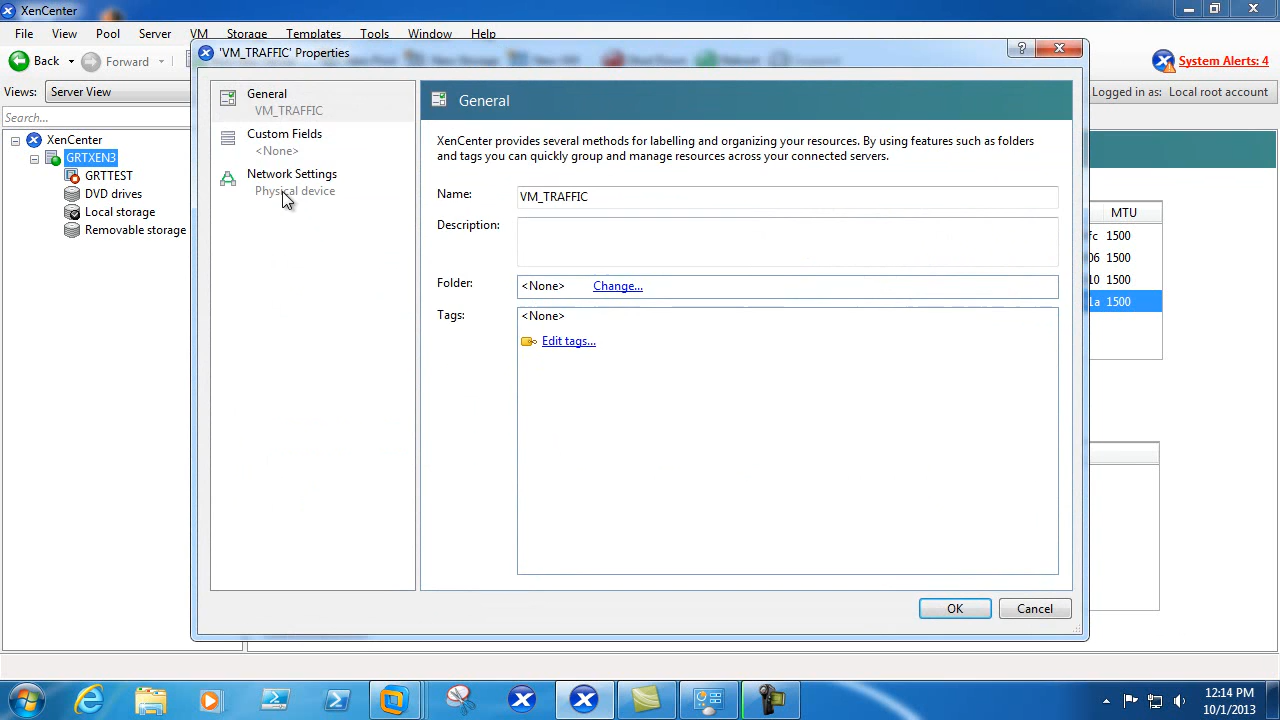 XenCenter
File View Pool Server VM Storage Templates Tools Window Help
'VM_TRAFFIC' Properties
Back Forward
System Alerts: 4
Views: Server View
Logged in as: Local root account
Search...
XenCenter
GRTXEN3
GRTTEST
DVD drives
Local storage
Removable storage
General
VM_TRAFFIC
Custom Fields
<None>
Network Settings
Physical device
General
XenCenter provides several methods for labelling and organizing your resources. By using features such as folders
and tags you can quickly group and manage resources across your connected servers.
Name: VM_TRAFFIC
Description:
Folder: <None> Change...
Tags: <None>
Edit tags...
OK Cancel
MTU
fc 1500
06 1500
10 1500
1a 1500
12:14 PM
10/1/2013